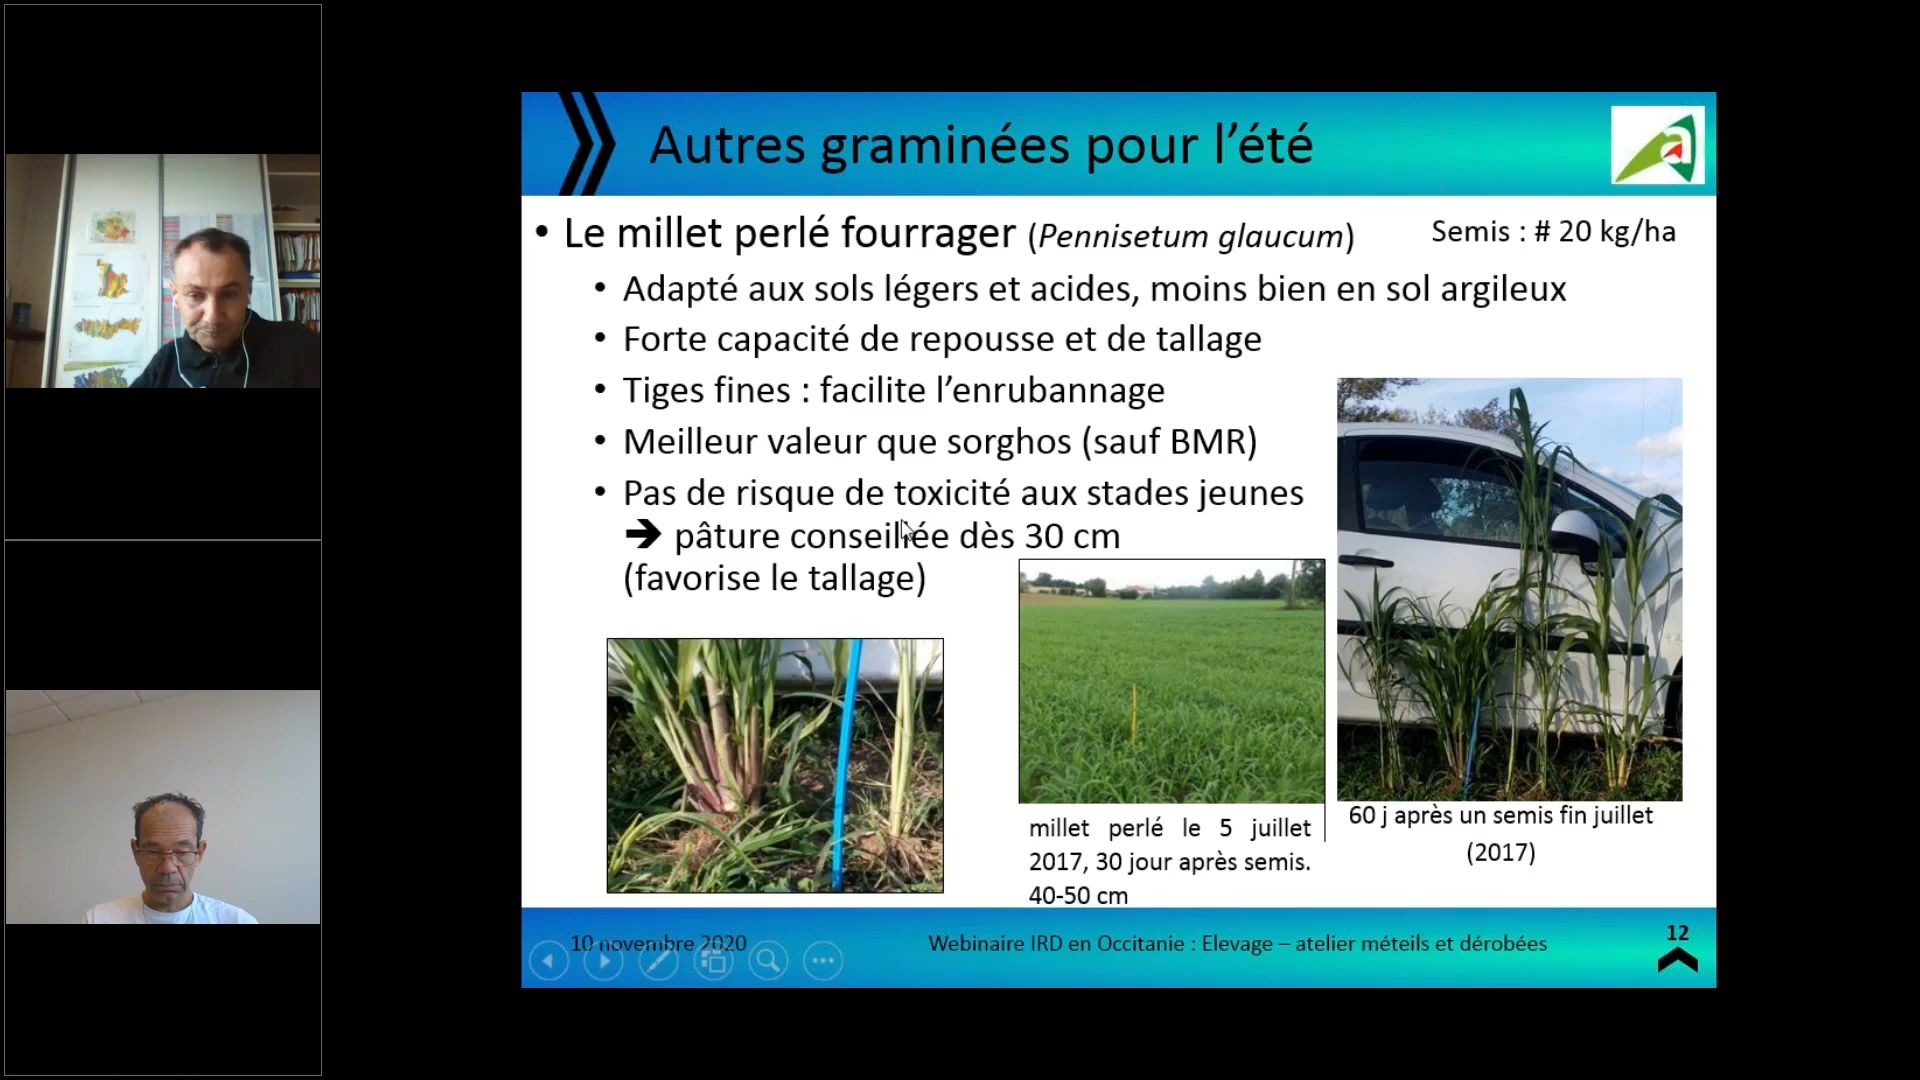 Autres graminées pour l’été
• Le millet perlé fourrager (Pennisetum glaucum)
Semis : # 20 kg/ha
• Adapté aux sols légers et acides, moins bien en sol argileux
• Forte capacité de repousse et de tallage
• Tiges fines : facilite l’enrubannage
• Meilleur valeur que sorghos (sauf BMR)
• Pas de risque de toxicité aux stades jeunes
➔ pâture conseillée dès 30 cm
(favorise le tallage)
millet perlé le 5 juillet
2017, 30 jour après semis.
40-50 cm
60 j après un semis fin juillet
(2017)
10 novembre 2020
Webinaire IRD en Occitanie : Elevage – atelier méteils et dérobées
12